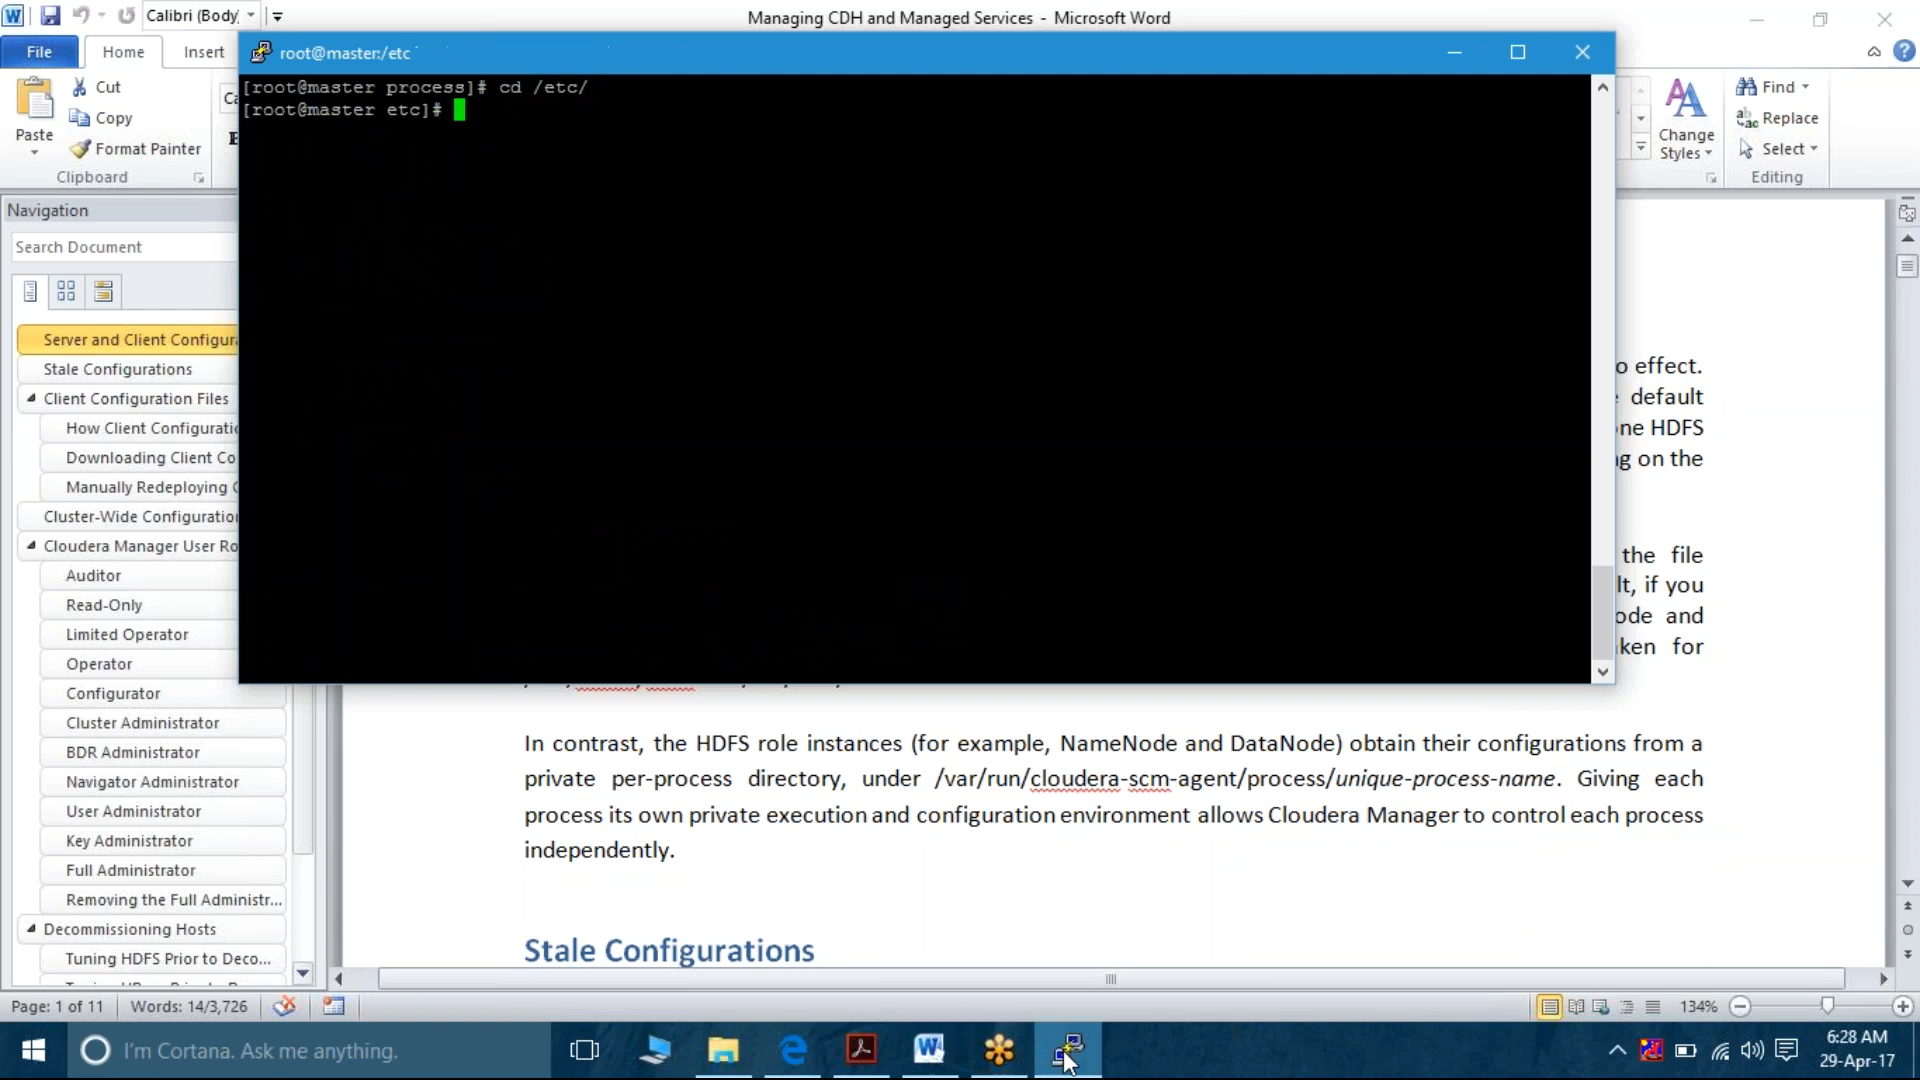 Calibri (Body)
Managing CDH and Managed Services - Microsoft Word
File
Home
Insert
root@master:/etc
[root@master process]# cd /etc/
[root@master etc]#
Paste
Cut
Copy
Format Painter
Clipboard
Ca
B
Change
Styles
Find
Replace
Select
Editing
Navigation
Search Document
Server and Client Configura
Stale Configurations
Client Configuration Files
How Client Configuratio
Downloading Client Co
Manually Redeploying C
Cluster-Wide Configuration
Cloudera Manager User Ro
Auditor
Read-Only
Limited Operator
Operator
Configurator
Cluster Administrator
BDR Administrator
Navigator Administrator
User Administrator
Key Administrator
Full Administrator
Removing the Full Administr...
Decommissioning Hosts
Tuning HDFS Prior to Deco...
o effect.
default
ne HDFS
g on the
the file
lt, if you
ode and
ken for
In contrast, the HDFS role instances (for example, NameNode and DataNode) obtain their configurations from a
private per-process directory, under /var/run/cloudera-scm-agent/process/unique-process-name. Giving each
process its own private execution and configuration environment allows Cloudera Manager to control each process
independently.
Stale Configurations
Page: 1 of 11
Words: 14/3,726
134%
I'm Cortana. Ask me anything.
6:28 AM
29-Apr-17